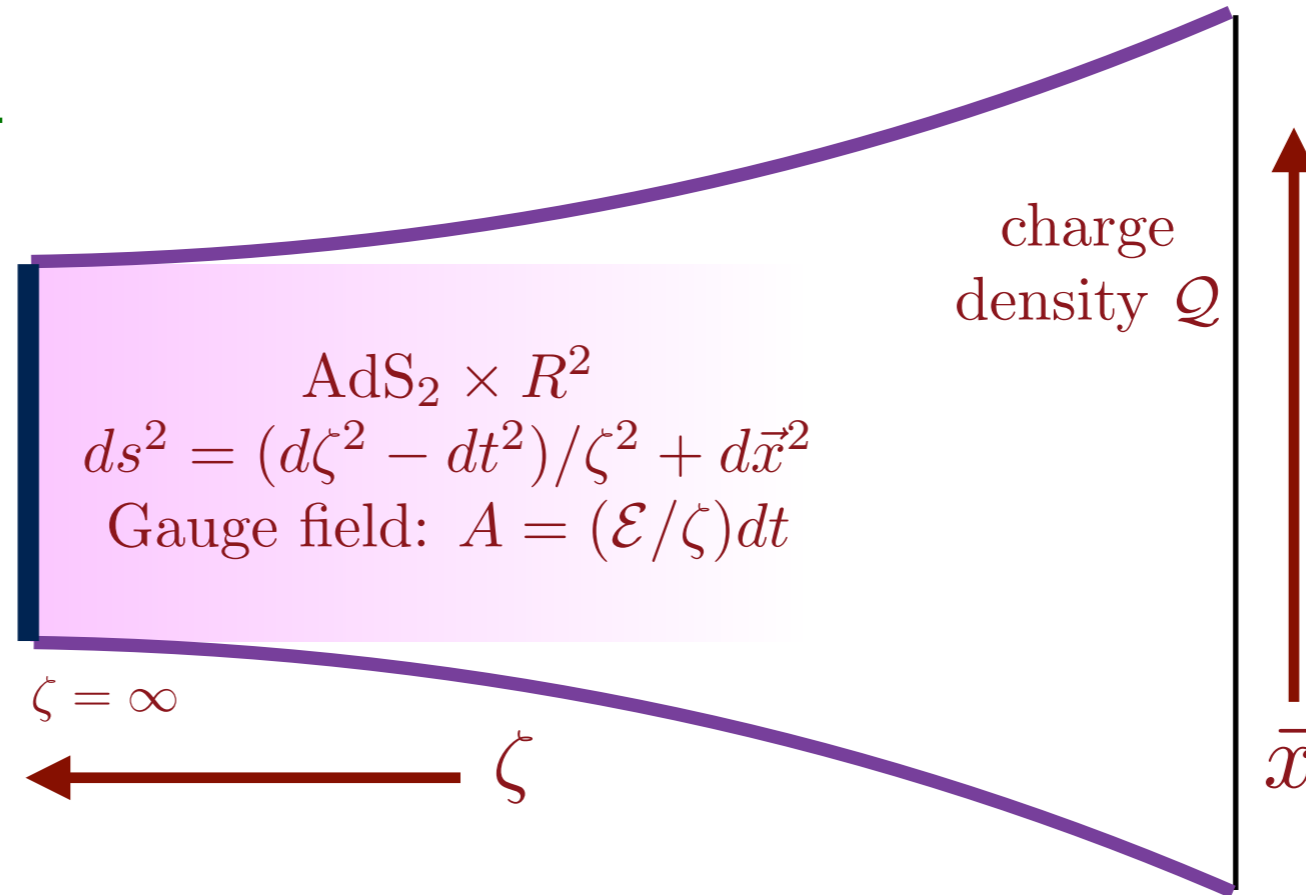 charge
density 𝒬
AdS₂ × R²
ds² = (dζ² − dt²)/ζ² + dx⃗²
Gauge field: A = (ℰ/ζ)dt
ζ = ∞
ζ
x⃗